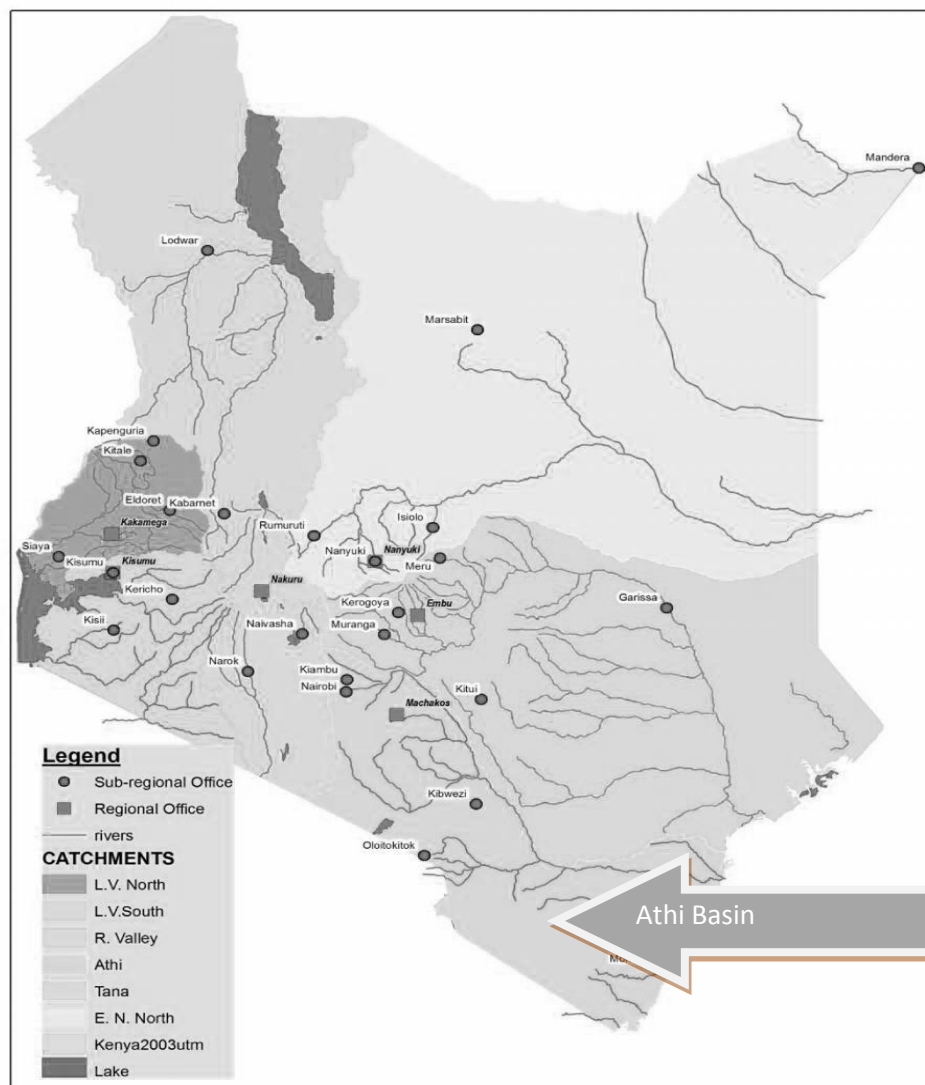 Mandera
Lodwar
Marsabit
Kapenguria
Kitale
Eldoret
Kabarnet
Kakamega
Rumuruti
Isiolo
Siaya
Nanyuki
Nanyuki
Kisumu
Kisumu
Meru
Kericho
Nakuru
Kerogoya
Embu
Garissa
Kisii
Naivasha
Muranga
Narok
Kiambu
Nairobi
Kitui
Machakos
Kibwezi
Oloitokitok
Athi Basin
Legend
Sub-regional Office
Regional Office
rivers
CATCHMENTS
L.V. North
L.V.South
R. Valley
Athi
Tana
E. N. North
Kenya2003utm
Lake